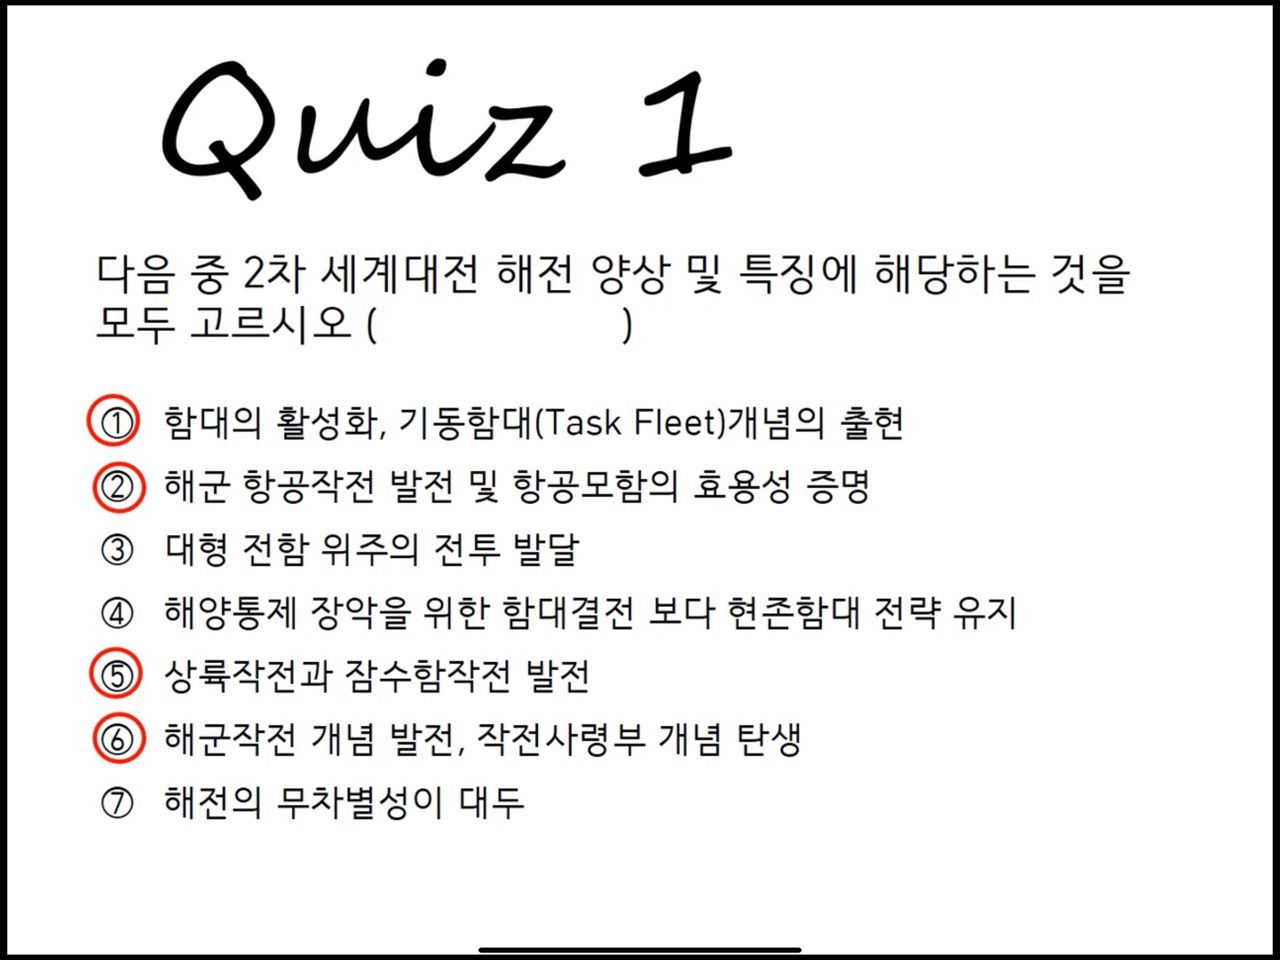 Quiz 1
다음 중 2차 세계대전 해전 양상 및 특징에 해당하는 것을
모두 고르시오 (                    )
① 함대의 활성화, 기동함대(Task Fleet)개념의 출현
② 해군 항공작전 발전 및 항공모함의 효용성 증명
③ 대형 전함 위주의 전투 발달
④ 해양통제 장악을 위한 함대결전 보다 현존함대 전략 유지
⑤ 상륙작전과 잠수함작전 발전
⑥ 해군작전 개념 발전, 작전사령부 개념 탄생
⑦ 해전의 무차별성이 대두